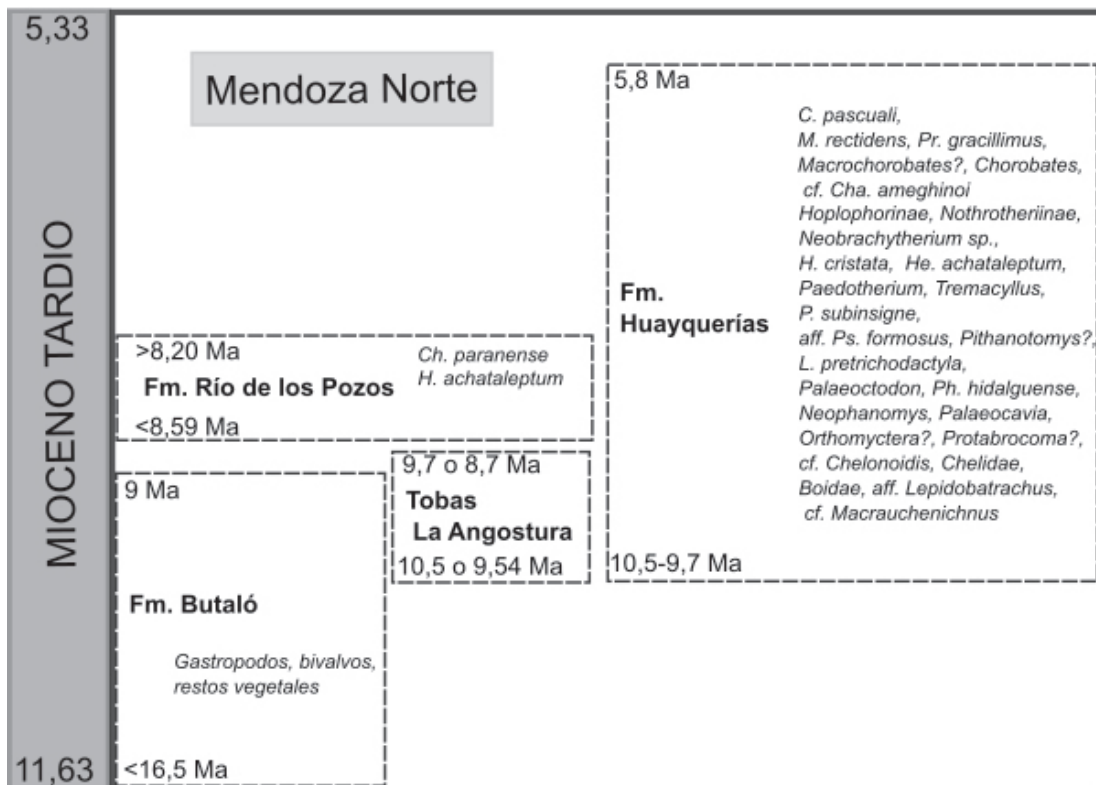 5,33
MIOCENO TARDIO
11,63
Mendoza Norte
>8,20 Ma
Fm. Río de los Pozos
<8,59 Ma
Ch. paranense
H. achataleptum
9 Ma
Fm. Butaló
Gastropodos, bivalvos,
restos vegetales
<16,5 Ma
9,7 o 8,7 Ma
Tobas
La Angostura
10,5 o 9,54 Ma
5,8 Ma
Fm.
Huayquerías
10,5-9,7 Ma
C. pascuali,
M. rectidens, Pr. gracillimus,
Macrochorobates?, Chorobates,
cf. Cha. ameghinoi
Hoplophorinae, Nothrotheriinae,
Neobrachytherium sp.,
H. cristata, He. achataleptum,
Paedotherium, Tremacyllus,
P. subinsigne,
aff. Ps. formosus, Pithanotomys?,
L. pretrichodactyla,
Palaeoctodon, Ph. hidalguense,
Neophanomys, Palaeocavia,
Orthomyctera?, Protabrocoma?,
cf. Chelonoidis, Chelidae,
Boidae, aff. Lepidobatrachus,
cf. Macrauchenichnus